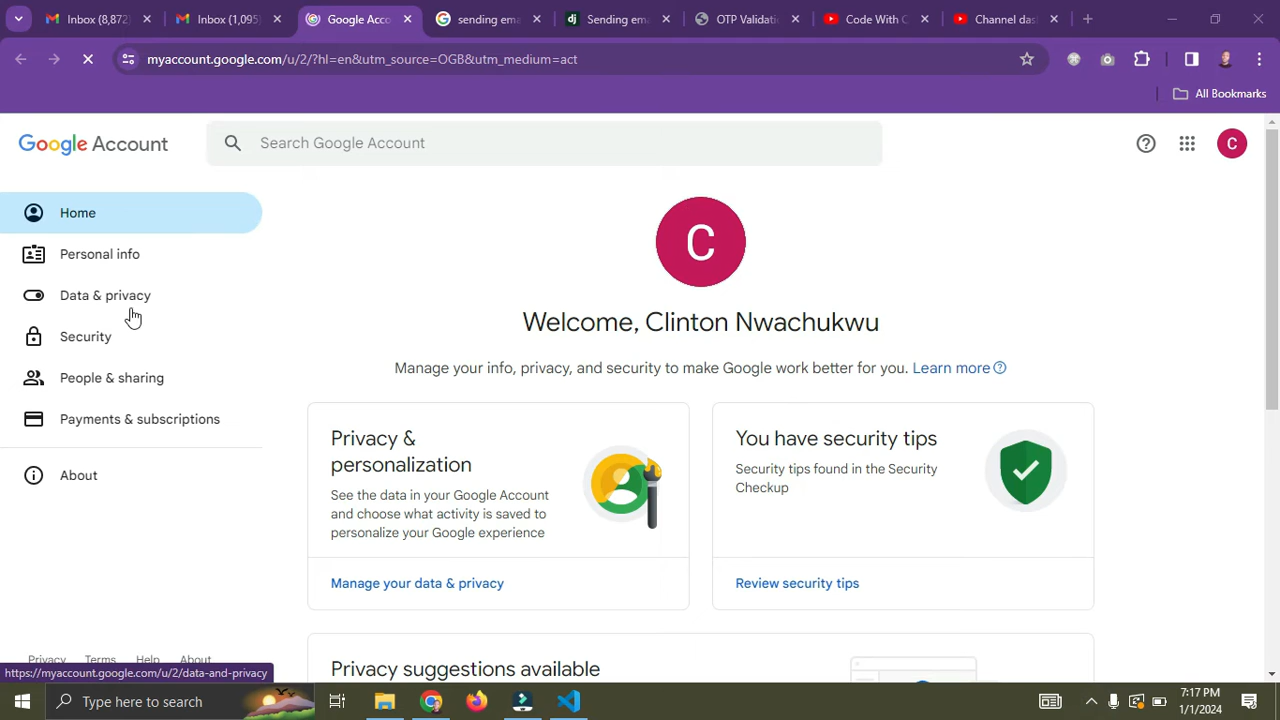 Inbox (8,872)
Inbox (1,095)
Google Acco
sending ema
Sending ema
OTP Validati
Code With C
Channel das
myaccount.google.com/u/2/?hl=en&utm_source=OGB&utm_medium=act
All Bookmarks
Google Account
Search Google Account
C
Home
Personal info
Data & privacy
Security
People & sharing
Payments & subscriptions
About
C
Welcome, Clinton Nwachukwu
Manage your info, privacy, and security to make Google work better for you. Learn more
Privacy &
personalization
See the data in your Google Account
and choose what activity is saved to
personalize your Google experience
Manage your data & privacy
You have security tips
Security tips found in the Security
Checkup
Review security tips
Privacy suggestions available
Privacy Terms Help About
https://myaccount.google.com/u/2/data-and-privacy
Type here to search
7:17 PM
1/1/2024